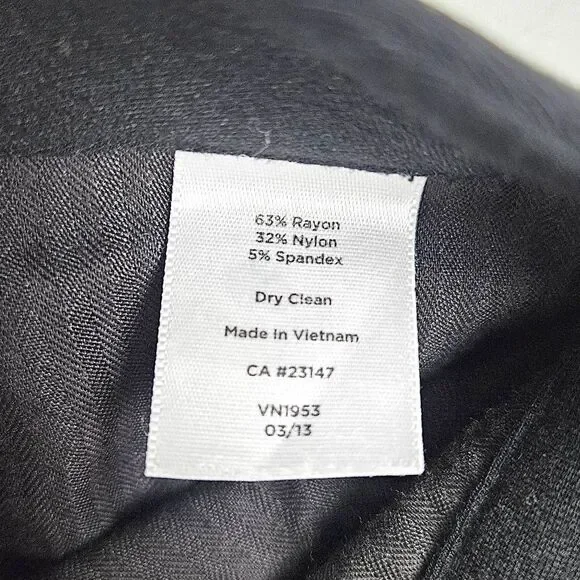 63% Rayon
32% Nylon
5% Spandex
Dry Clean
Made In Vietnam
CA #23147
VN1953
03/13